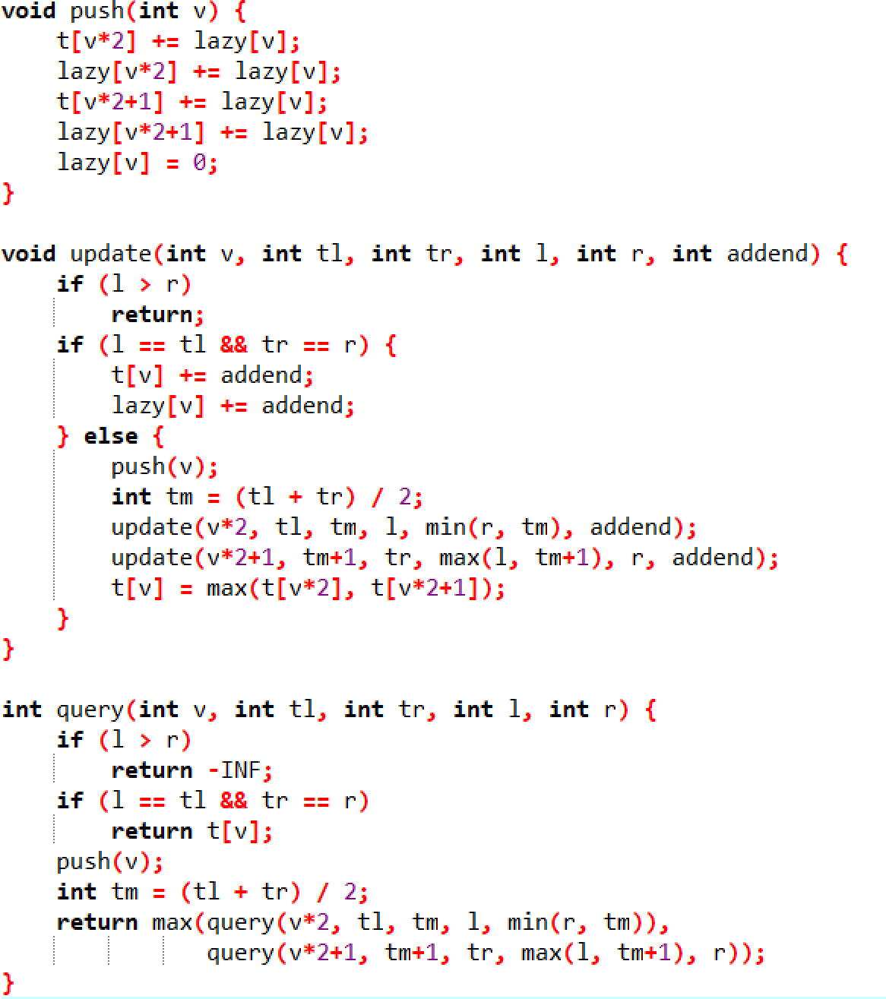 void push(int v) {
    t[v*2] += lazy[v];
    lazy[v*2] += lazy[v];
    t[v*2+1] += lazy[v];
    lazy[v*2+1] += lazy[v];
    lazy[v] = 0;
}

void update(int v, int tl, int tr, int l, int r, int addend) {
    if (l > r)
        return;
    if (l == tl && tr == r) {
        t[v] += addend;
        lazy[v] += addend;
    } else {
        push(v);
        int tm = (tl + tr) / 2;
        update(v*2, tl, tm, l, min(r, tm), addend);
        update(v*2+1, tm+1, tr, max(l, tm+1), r, addend);
        t[v] = max(t[v*2], t[v*2+1]);
    }
}

int query(int v, int tl, int tr, int l, int r) {
    if (l > r)
        return -INF;
    if (l == tl && tr == r)
        return t[v];
    push(v);
    int tm = (tl + tr) / 2;
    return max(query(v*2, tl, tm, l, min(r, tm)),
               query(v*2+1, tm+1, tr, max(l, tm+1), r));
}